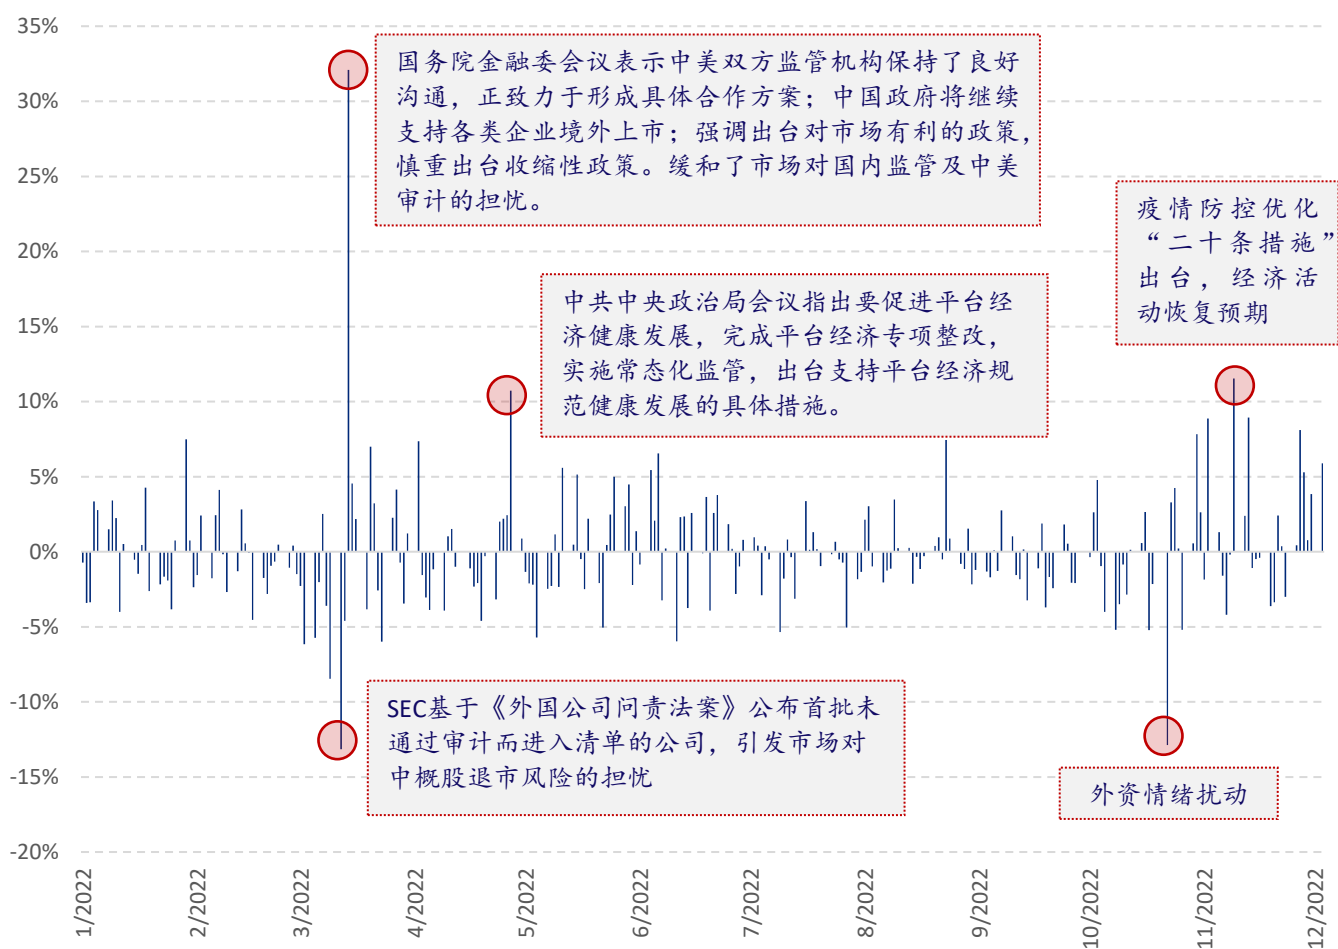 35%
30%
25%
20%
15%
10%
5%
0%
-5%
-10%
-15%
-20%
国务院金融委会议表示中美双方监管机构保持了良好
沟通，正致力于形成具体合作方案；中国政府将继续
支持各类企业境外上市；强调出台对市场有利的政策，
慎重出台收缩性政策。缓和了市场对国内监管及中美
审计的担忧。
疫情防控优化
“二十条措施”
出台，经济活
动恢复预期
中共中央政治局会议指出要促进平台经
济健康发展，完成平台经济专项整改，
实施常态化监管，出台支持平台经济规
范健康发展的具体措施。
SEC基于《外国公司问责法案》公布首批未
通过审计而进入清单的公司，引发市场对
中概股退市风险的担忧
外资情绪扰动
1/2022
2/2022
3/2022
4/2022
5/2022
6/2022
7/2022
8/2022
9/2022
10/2022
11/2022
12/2022